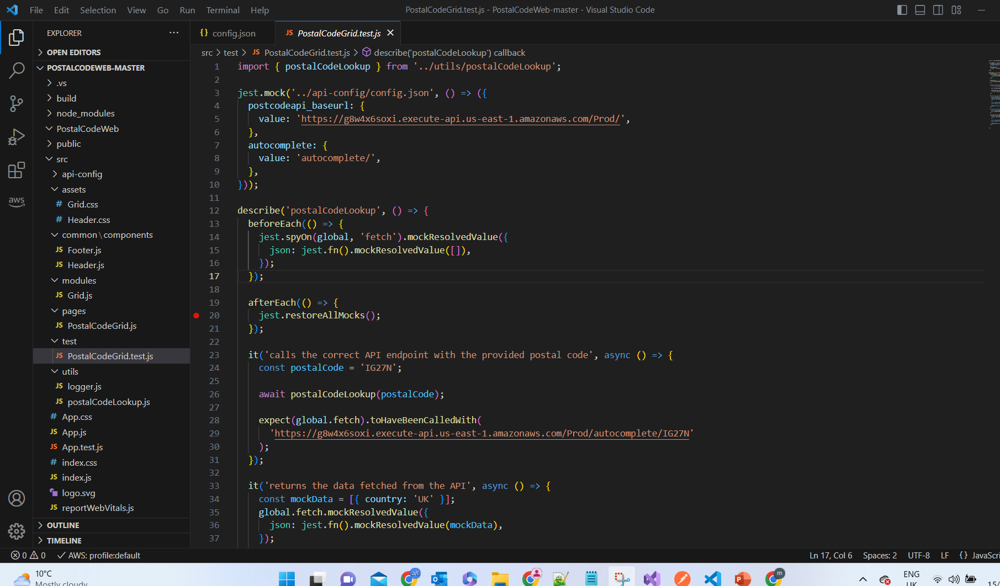 File Edit Selection View Go Run Terminal Help
PostalCodeGrid.test.js - PostalCodeWeb-master - Visual Studio Code
EXPLORER ...
OPEN EDITORS
POSTALCODEWEB-MASTER
.vs
build
node_modules
PostalCodeWeb
public
src
api-config
assets
# Grid.css
# Header.css
common\components
JS Footer.js
JS Header.js
modules
JS Grid.js
pages
JS PostalCodeGrid.js
test
JS PostalCodeGrid.test.js
utils
JS logger.js
JS postalCodeLookup.js
# App.css
JS App.js
JS App.test.js
# index.css
JS index.js
logo.svg
JS reportWebVitals.js
OUTLINE
TIMELINE
aws
{} config.json
JS PostalCodeGrid.test.js
src > test > JS PostalCodeGrid.test.js > describe('postalCodeLookup') callback
1 import { postalCodeLookup } from '../utils/postalCodeLookup';
2
3 jest.mock('../api-config/config.json', () => ({
4 postcodeapi_baseurl: {
5 value: 'https://g8w4x6soxi.execute-api.us-east-1.amazonaws.com/Prod/',
6 },
7 autocomplete: {
8 value: 'autocomplete/',
9 },
10 }));
11
12 describe('postalCodeLookup', () => {
13 beforeEach(() => {
14 jest.spyOn(global, 'fetch').mockResolvedValue({
15 json: jest.fn().mockResolvedValue([]),
16 });
17 });
18
19 afterEach(() => {
20 jest.restoreAllMocks();
21 });
22
23 it('calls the correct API endpoint with the provided postal code', async () => {
24 const postalCode = 'IG27N';
25
26 await postalCodeLookup(postalCode);
27
28 expect(global.fetch).toHaveBeenCalledWith(
29 'https://g8w4x6soxi.execute-api.us-east-1.amazonaws.com/Prod/autocomplete/IG27N'
30 );
31 });
32
33 it('returns the data fetched from the API', async () => {
34 const mockData = [{ country: 'UK' }];
35 global.fetch.mockResolvedValue({
36 json: jest.fn().mockResolvedValue(mockData),
37 });
0 0 AWS: profile:default
Ln 17, Col 6 Spaces: 2 UTF-8 LF {} JavaScri
10°C
Mostly cloudy
m
ENG
UK